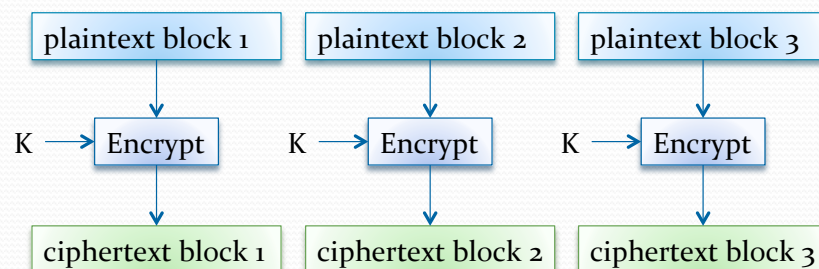 plaintext block 1 plaintext block 2 plaintext block 3
K Encrypt K Encrypt K Encrypt
ciphertext block 1 ciphertext block 2 ciphertext block 3